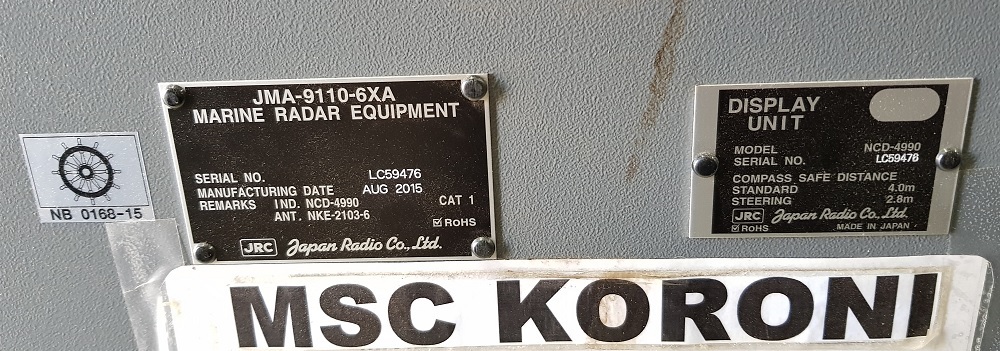 NB 0168-15
JMA-9110-6XA
MARINE RADAR EQUIPMENT
SERIAL NO. LC59476
MANUFACTURING DATE AUG 2015
REMARKS IND. NCD-4990 CAT 1
ANT. NKE-2103-6
☑RoHS
JRC Japan Radio Co., Ltd.
DISPLAY
UNIT
MODEL NCD-4990
SERIAL NO. LC59476
COMPASS SAFE DISTANCE
STANDARD 4.0m
STEERING 2.8m
JRC Japan Radio Co., Ltd.
☑RoHS MADE IN JAPAN
MSC KORONI